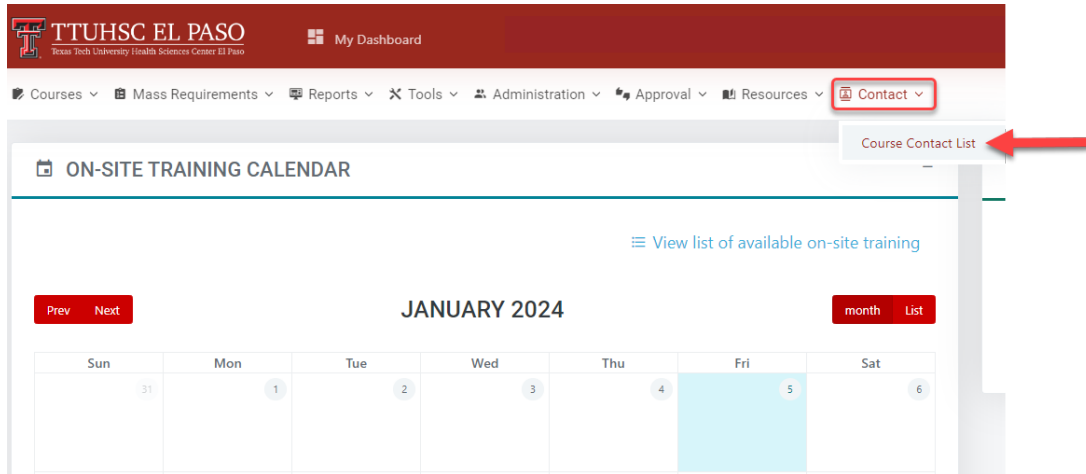 TTUHSC EL PASO
Texas Tech University Health Sciences Center El Paso
My Dashboard
Courses Mass Requirements Reports Tools Administration Approval Resources Contact
Course Contact List
ON-SITE TRAINING CALENDAR
View list of available on-site training
Prev Next JANUARY 2024 month List
Sun Mon Tue Wed Thu Fri Sat
31 1 2 3 4 5 6